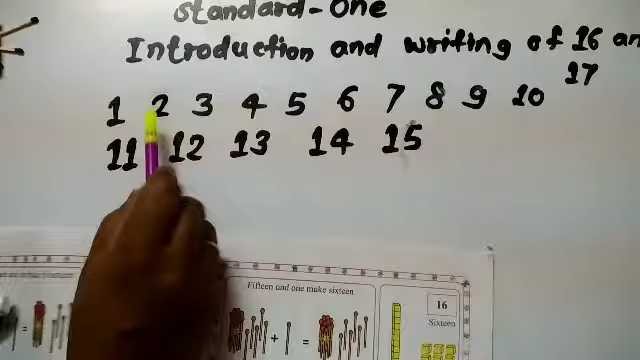 Standard-One
Introduction and writing of 16 an
17
1 2 3 4 5 6 7 8 9 10
11 12 13 14 15
Fifteen and one make sixteen
16
Sixteen
+ =
=